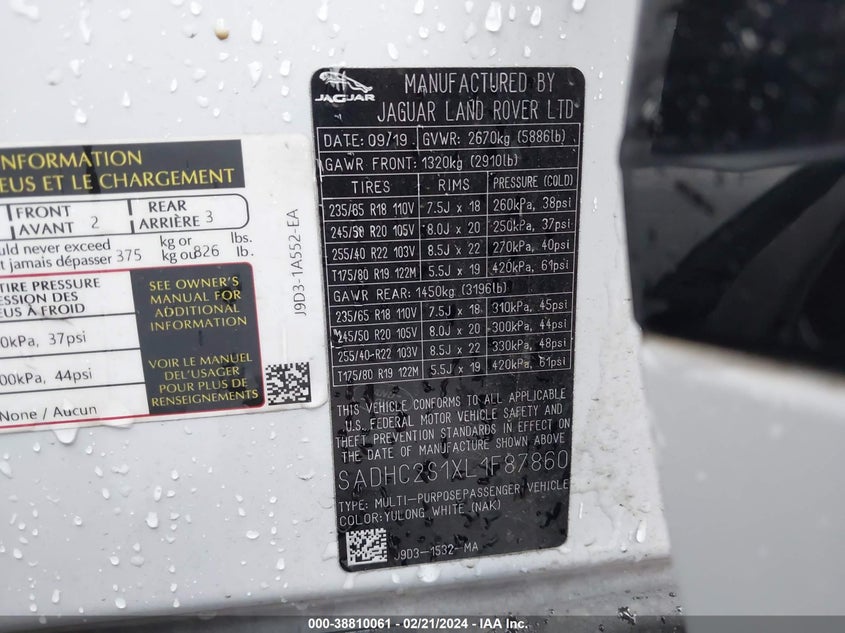 INFORMATION
EUS ET LE CHARGEMENT
FRONT
AVANT 2
REAR
ARRIÈRE 3
uld never exceed
t jamais dépasser 375 kg or kg ou 826 lbs. lb.
TIRE PRESSURE
ESSION DES
EUS À FROID
0kPa, 37psi
00kPa, 44psi
None / Aucun
SEE OWNER'S
MANUAL FOR
ADDITIONAL
INFORMATION
VOIR LE MANUEL
DEL'USAGER
POUR PLUS DE
RENSEIGNEMENTS
J9D3-1A552-EA
JAGUAR
MANUFACTURED BY
JAGUAR LAND ROVER LTD
DATE: 09/19 GVWR: 2670kg (5886lb)
GAWR FRONT: 1320kg (2910lb)
TIRES RIMS PRESSURE (COLD)
235/65 R18 110V 7.5J x 18 260kPa, 38psi
245/50 R20 105V 8.0J x 20 250kPa, 37psi
255/40 R22 103V 8.5J x 22 270kPa, 40psi
T175/80 R19 122M 5.5J x 19 420kPa, 61psi
GAWR REAR: 1450kg (3196lb)
235/65 R18 110V 7.5J x 18 310kPa, 45psi
245/50 R20 105V 8.0J x 20 300kPa, 44psi
255/40 R22 103V 8.5J x 22 330kPa, 48psi
T175/80 R19 122M 5.5J x 19 420kPa, 61psi
THIS VEHICLE CONFORMS TO ALL APPLICABLE
U.S. FEDERAL MOTOR VEHICLE SAFETY AND
THEFT PREVENTION STANDARDS IN EFFECT ON
THE DATE OF MANUFACTURE SHOWN ABOVE
SADHC2S1XL1F87860
TYPE: MULTI-PURPOSEPASSENGER VEHICLE
COLOR:YULONG WHITE (NAK)
J9D3-1532-MA
000-38810061 - 02/21/2024 - IAA Inc.